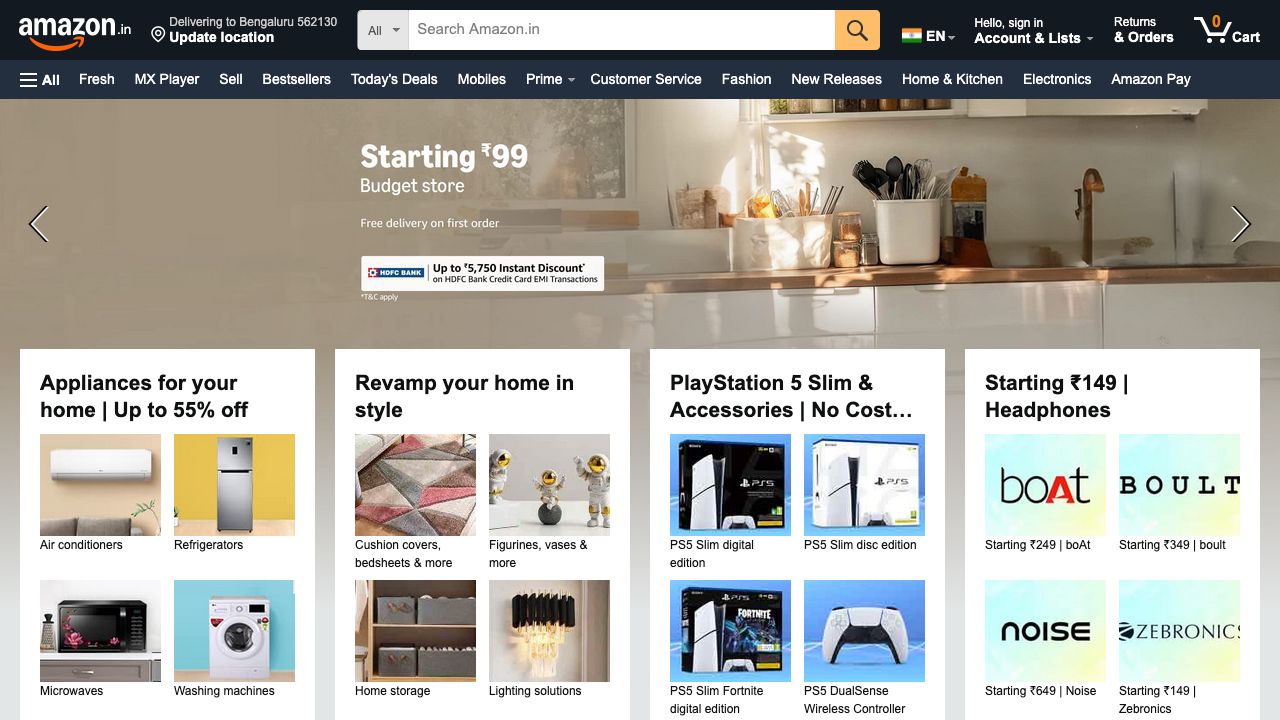 amazon.in
Delivering to Bengaluru 562130
Update location
All
Search Amazon.in
EN
Hello, sign in
Account & Lists
Returns
& Orders
0
Cart
All
Fresh
MX Player
Sell
Bestsellers
Today's Deals
Mobiles
Prime
Customer Service
Fashion
New Releases
Home & Kitchen
Electronics
Amazon Pay
Starting ₹99
Budget store
Free delivery on first order
HDFC BANK
Up to ₹5,750 Instant Discount*
on HDFC Bank Credit Card EMI Transactions
*T&C apply
Appliances for your
home | Up to 55% off
Air conditioners
Refrigerators
Microwaves
Washing machines
Revamp your home in
style
Cushion covers,
bedsheets & more
Figurines, vases &
more
Home storage
Lighting solutions
PlayStation 5 Slim &
Accessories | No Cost…
SONY
PS5
PS5
PS5 Slim digital
edition
PS5 Slim disc edition
PS5
FORTNITE
PS5 Slim Fortnite
digital edition
PS5 DualSense
Wireless Controller
Starting ₹149 |
Headphones
boAt
BOULT
Starting ₹249 | boAt
Starting ₹349 | boult
NOISE
ZEBRONICS
Starting ₹649 | Noise
Starting ₹149 |
Zebronics